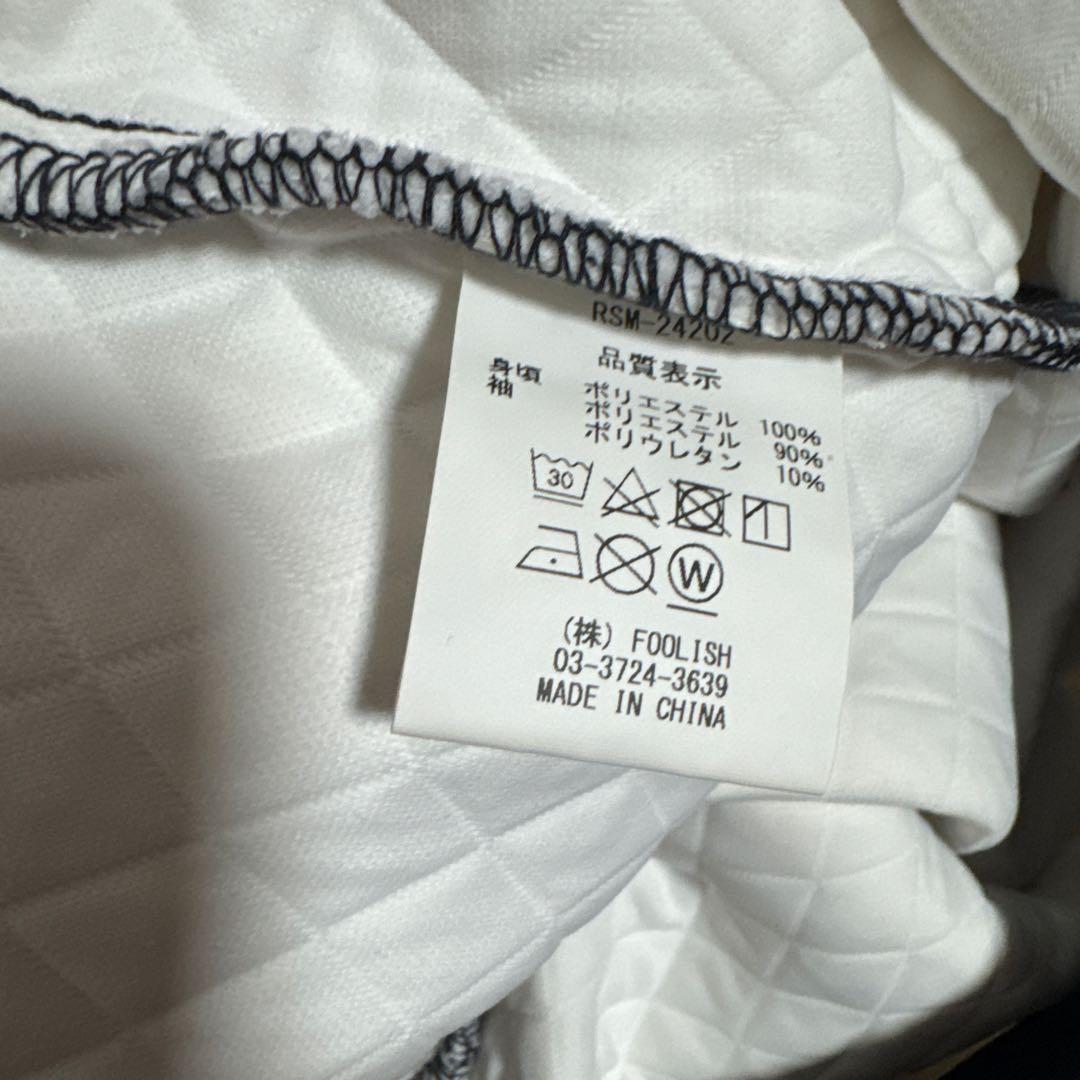 RSM-24202
品質表示
身頃 ポリエステル 100%
袖 ポリエステル 90%
ポリウレタン 10%
30
W
(株) FOOLISH
03-3724-3639
MADE IN CHINA